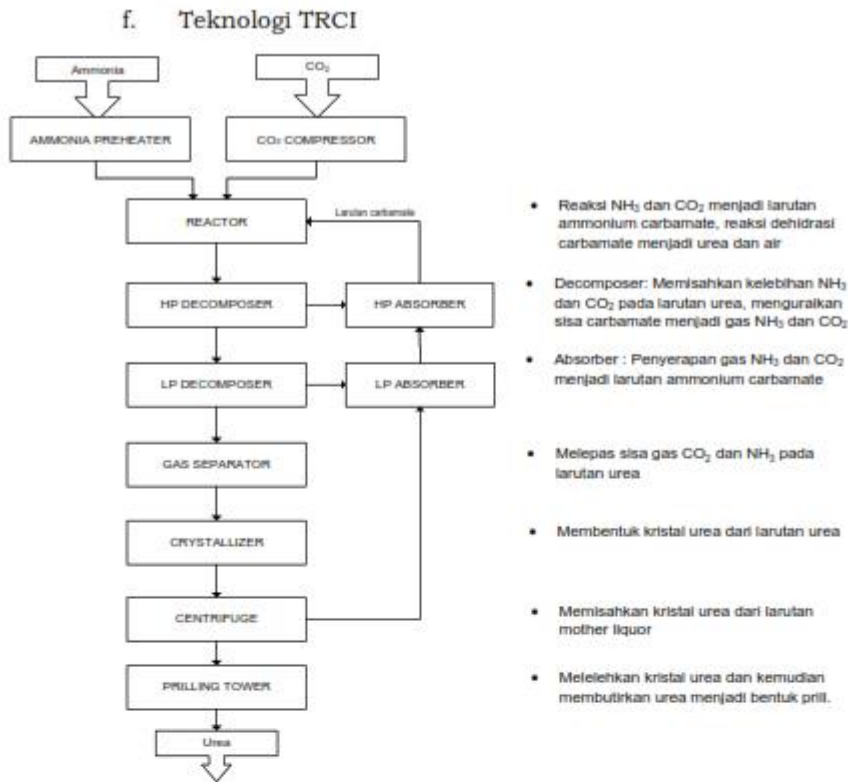 f. Teknologi TRCI
Ammonia
CO₂
AMMONIA PREHEATER
CO₂ COMPRESSOR
Larutan carbamate
REACTOR
HP DECOMPOSER
HP ABSORBER
LP DECOMPOSER
LP ABSORBER
GAS SEPARATOR
CRYSTALLIZER
CENTRIFUGE
PRILLING TOWER
Urea
• Reaksi NH₃ dan CO₂ menjadi larutan
ammonium carbamate, reaksi dehidrasi
carbamate menjadi urea dan air
• Decomposer: Memisahkan kelebihan NH₃
dan CO₂ pada larutan urea, menguraikan
sisa carbamate menjadi gas NH₃ dan CO₂
• Absorber : Penyerapan gas NH₃ dan CO₂
menjadi larutan ammonium carbamate
• Melepas sisa gas CO₂ dan NH₃ pada
larutan urea
• Membentuk kristal urea dari larutan urea
• Memisahkan kristal urea dari larutan
mother liquor
• Melelehkan kristal urea dan kemudian
membutirkan urea menjadi bentuk prill.